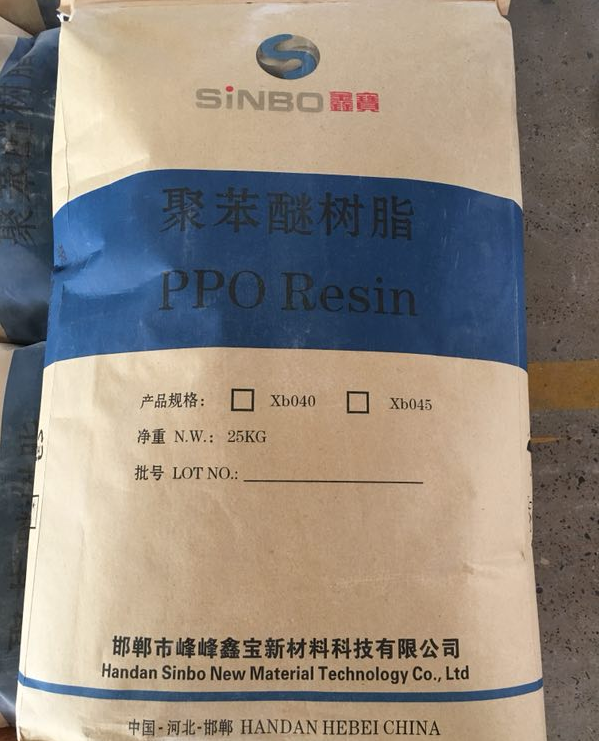 SiNBO 鑫寶
聚苯醚树脂
PPO Resin
产品规格： Xb040 Xb045
净重 N.W.： 25KG
批号 LOT NO.:
邯郸市峰峰鑫宝新材料科技有限公司
Handan Sinbo New Material Technology Co., Ltd
中国-河北-邯郸 HANDAN HEBEI CHINA